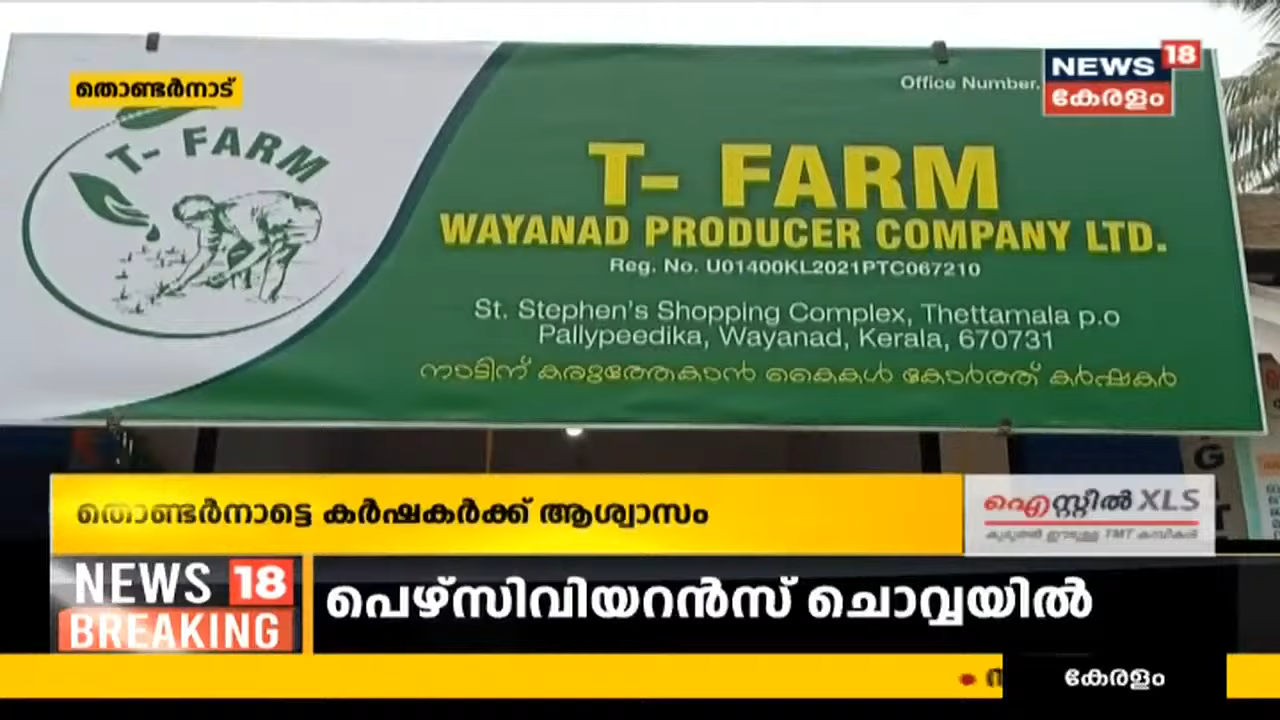 തൊണ്ടർനാട്
Office Number.
NEWS 18
കേരളം
T- FARM
T- FARM
WAYANAD PRODUCER COMPANY LTD.
Reg. No. U01400KL2021PTC067210
St. Stephen's Shopping Complex, Thettamala p.o
Pallypeedika, Wayanad, Kerala, 670731
നാടിന് കരുത്തേകാൻ കൈകൾ കോർത്ത് കർഷകർ
തൊണ്ടർനാട്ടെ കർഷകർക്ക് ആശ്വാസം
ഐസ്റ്റീൽ XLS
NEWS 18
BREAKING
പെഴ്സിവിയറൻസ് ചൊവ്വയിൽ
കേരളം